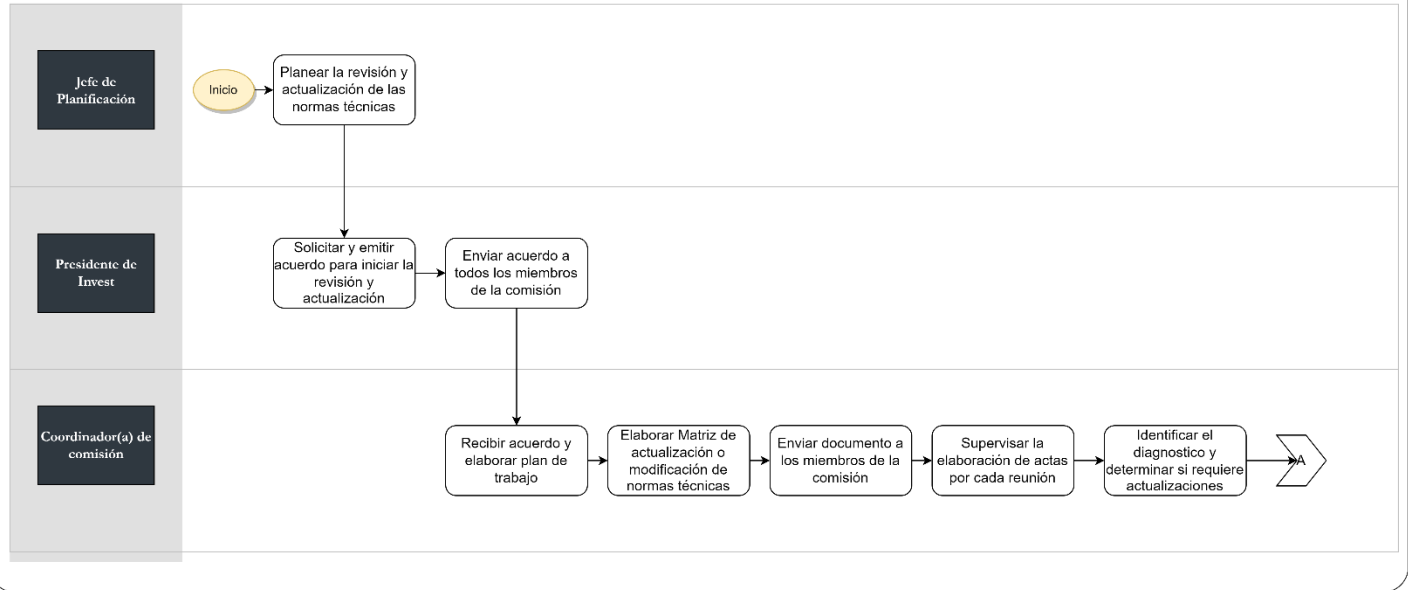 Jefe de
Planificación
Inicio
Planear la revisión y
actualización de las
normas técnicas
Presidente de
Invest
Solicitar y emitir
acuerdo para iniciar la
revisión y
actualización
Enviar acuerdo a
todos los miembros
de la comisión
Coordinador(a) de
comisión
Recibir acuerdo y
elaborar plan de
trabajo
Elaborar Matriz de
actualización o
modificación de
normas técnicas
Enviar documento a
los miembros de la
comisión
Supervisar la
elaboración de actas
por cada reunión
Identificar el
diagnostico y
determinar si requiere
actualizaciones
A